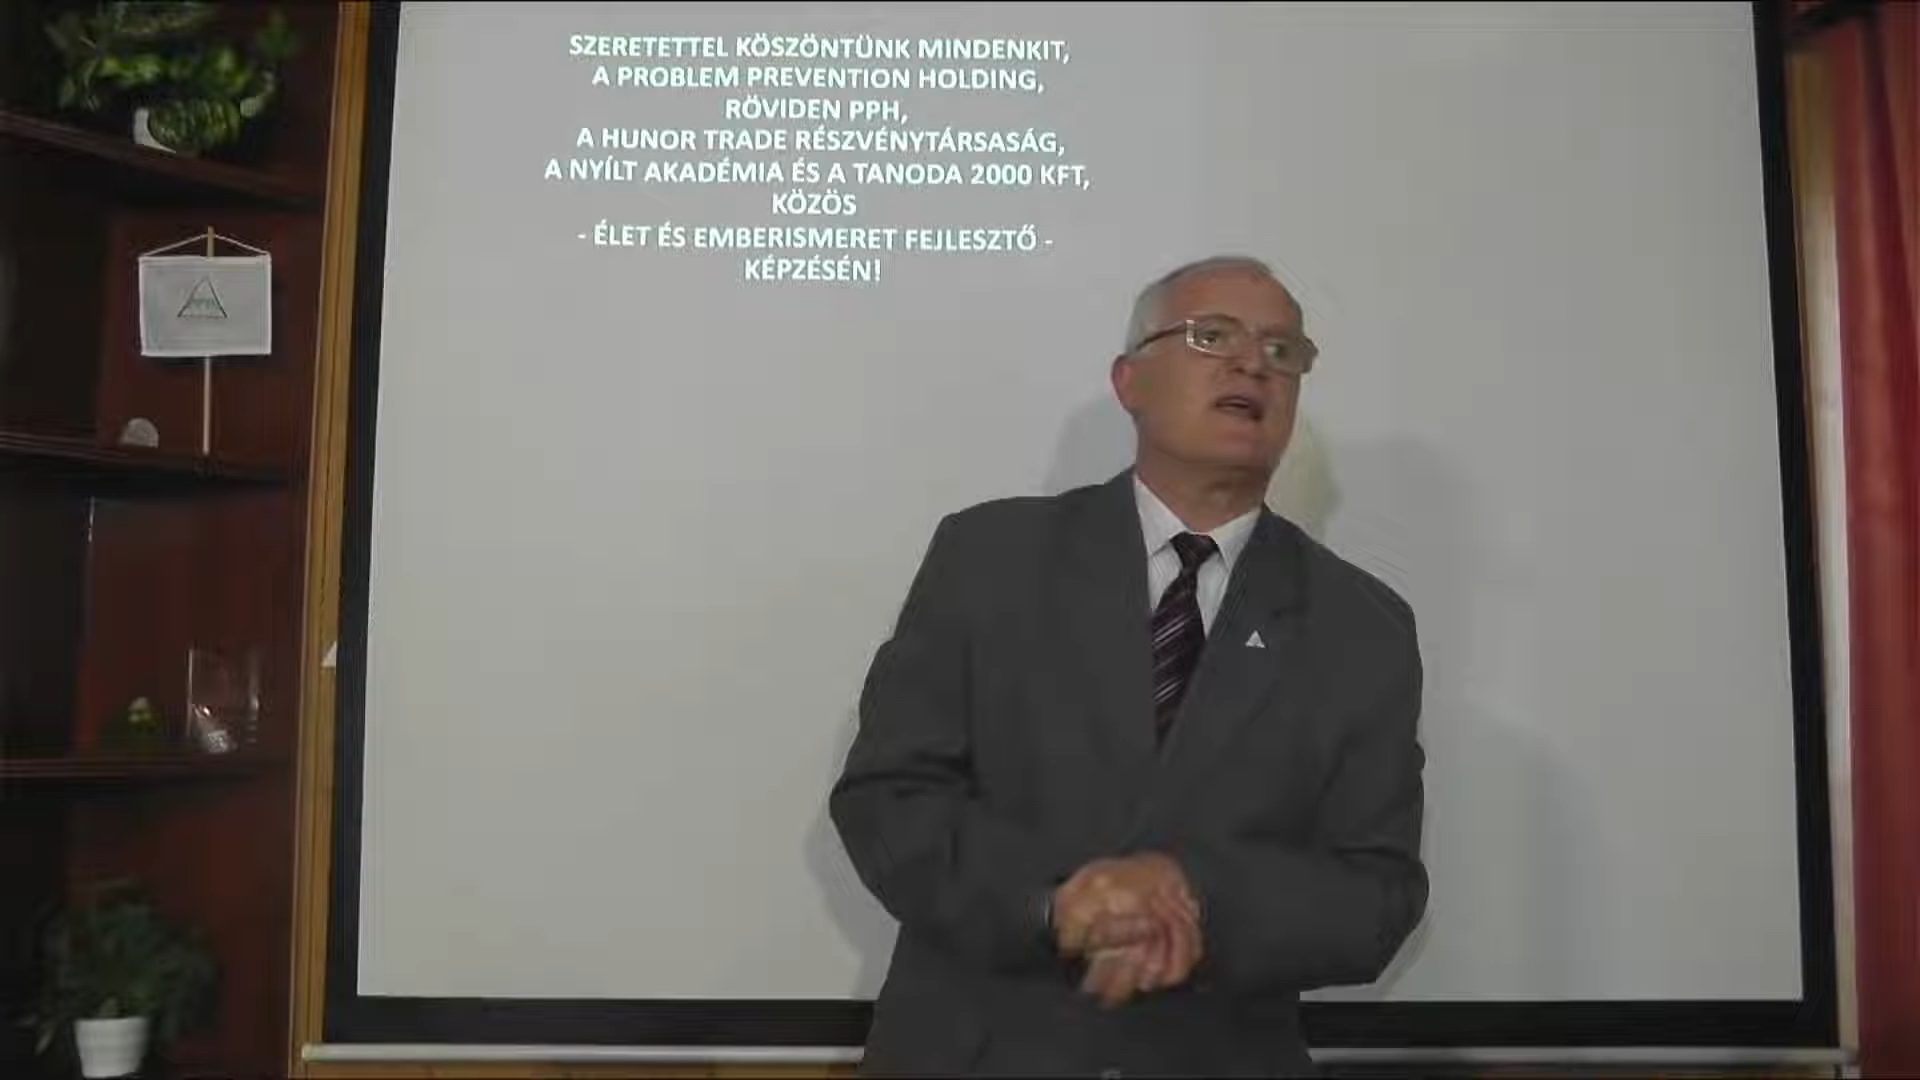 SZERETETTEL KÖSZÖNTÜNK MINDENKIT,
A PROBLEM PREVENTION HOLDING,
RÖVIDEN PPH,
A HUNOR TRADE RÉSZVÉNYTÁRSASÁG,
A NYÍLT AKADÉMIA ÉS A TANODA 2000 KFT,
KÖZÖS
- ÉLET ÉS EMBERISMERET FEJLESZTŐ -
KÉPZÉSÉN!